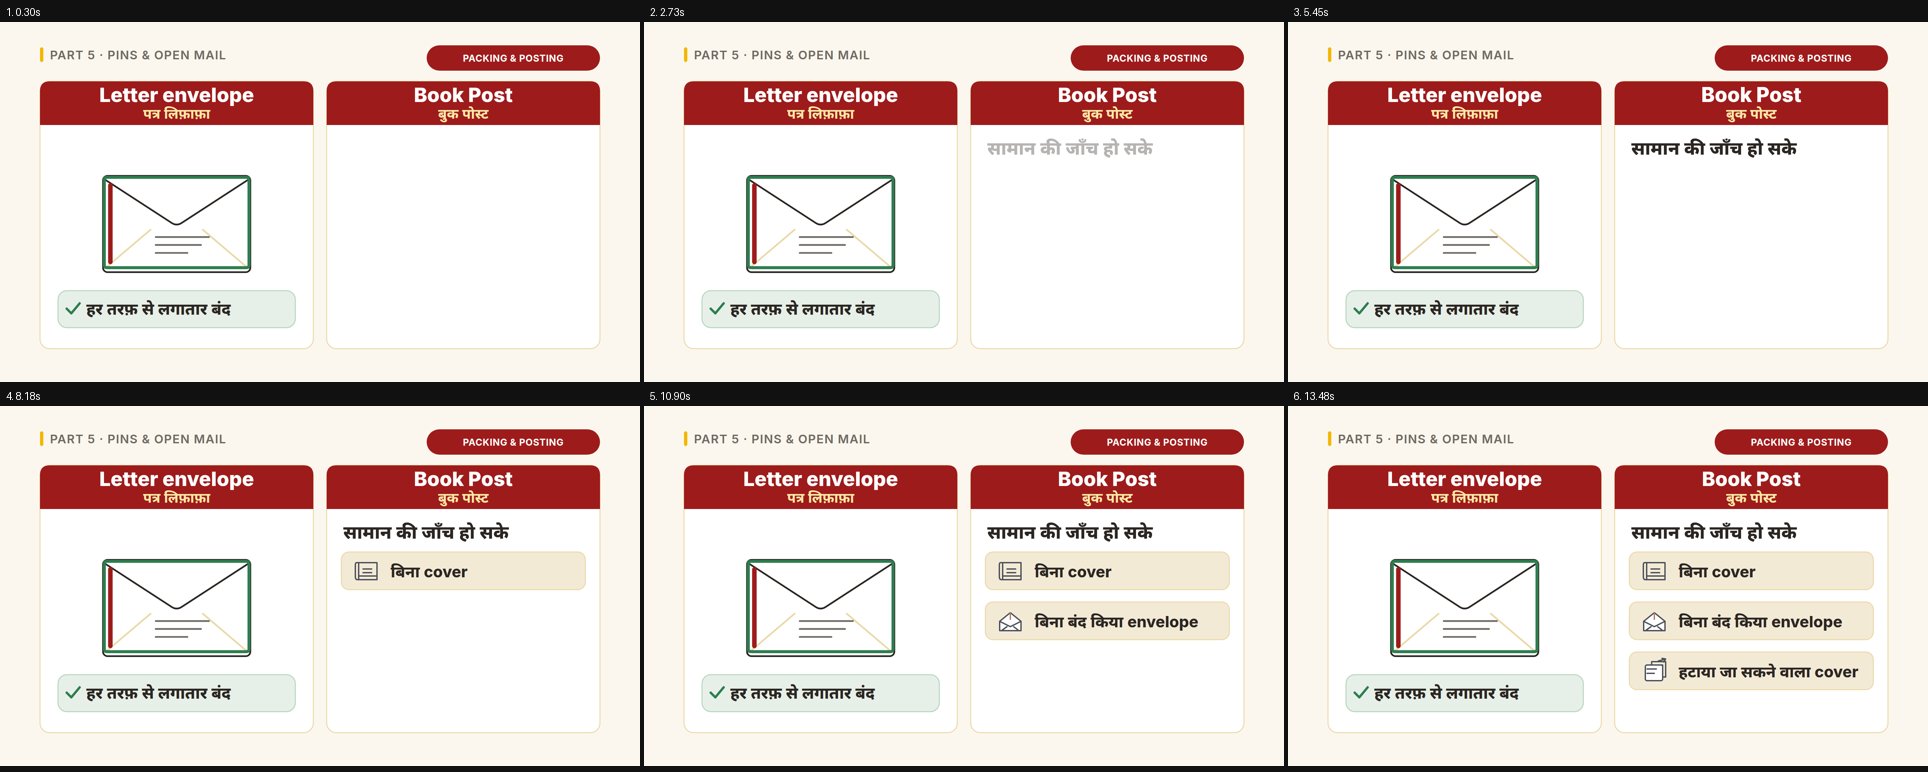 1. 0.30s
PART 5 · PINS & OPEN MAIL
PACKING & POSTING
Letter envelope
पत्र लिफ़ाफ़ा
हर तरफ़ से लगातार बंद
Book Post
बुक पोस्ट
2. 2.73s
PART 5 · PINS & OPEN MAIL
PACKING & POSTING
Letter envelope
पत्र लिफ़ाफ़ा
हर तरफ़ से लगातार बंद
Book Post
बुक पोस्ट
सामान की जाँच हो सके
3. 5.45s
PART 5 · PINS & OPEN MAIL
PACKING & POSTING
Letter envelope
पत्र लिफ़ाफ़ा
हर तरफ़ से लगातार बंद
Book Post
बुक पोस्ट
सामान की जाँच हो सके
4. 8.18s
PART 5 · PINS & OPEN MAIL
PACKING & POSTING
Letter envelope
पत्र लिफ़ाफ़ा
हर तरफ़ से लगातार बंद
Book Post
बुक पोस्ट
सामान की जाँच हो सके
बिना cover
5. 10.90s
PART 5 · PINS & OPEN MAIL
PACKING & POSTING
Letter envelope
पत्र लिफ़ाफ़ा
हर तरफ़ से लगातार बंद
Book Post
बुक पोस्ट
सामान की जाँच हो सके
बिना cover
बिना बंद किया envelope
6. 13.48s
PART 5 · PINS & OPEN MAIL
PACKING & POSTING
Letter envelope
पत्र लिफ़ाफ़ा
हर तरफ़ से लगातार बंद
Book Post
बुक पोस्ट
सामान की जाँच हो सके
बिना cover
बिना बंद किया envelope
हटाया जा सकने वाला cover